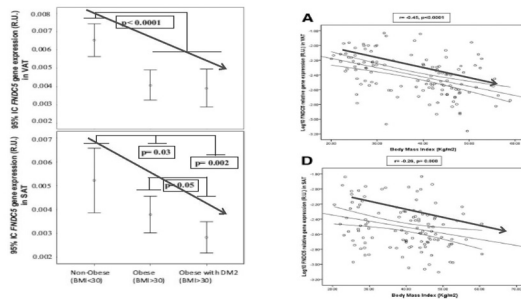 95% IC FNDC5 gene expression (R.U.)
in VAT
0.008
0.007
0.006
0.005
0.004
0.003
0.002
p< 0.0001
95% IC FNDC5 gene expression (R.U.)
in SAT
0.007
0.006
0.005
0.004
0.003
0.002
p= 0.03
p= 0.002
p= 0.05
Non-Obese
(BMI<30)
Obese
(BMI>30)
Obese with DM2
(BMI>30)
A
r= -0.45, p<0.0001
Log10 FNDC5 relative gene expression (R.U.) in VAT
Body Mass Index (Kg/m2)
D
Log10 FNDC5 relative gene expression (R.U.) in SAT
Body Mass Index (Kg/m2)